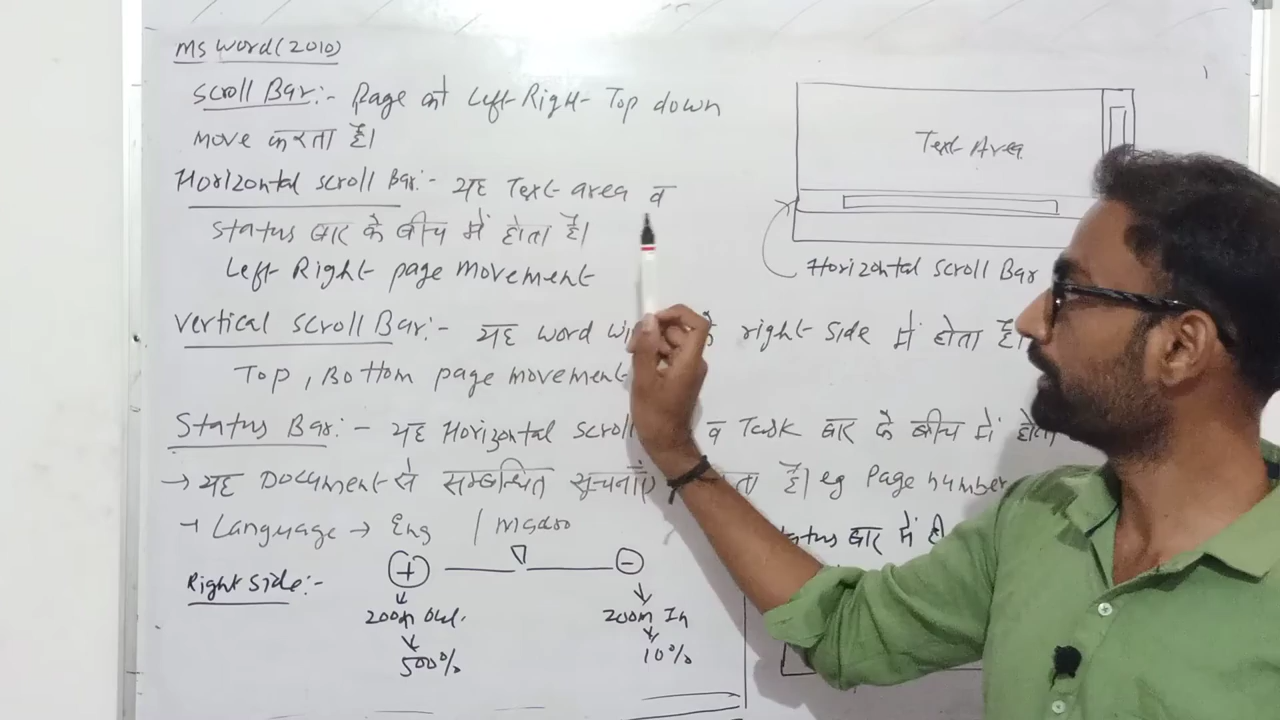 MS Word (2010)
Scroll Bar:- Page को Left Right Top down
move करता है।
Text Area
Horizontal scroll Bar:- यह Text area व
Status बार के बीच में होता है।
Left Right page movement
Horizontal Scroll Bar
Vertical Scroll Bar:- यह word के right side में होता है
Top, Bottom page movement
Status Bar:- यह Horizontal Scroll व Task बार के बीच में
→ यह Document से सम्बन्धित है। eg Page number
→ Language → Eng |
बार में
+ -
Right side:-
Zoom Out. Zoom In
500% 10%